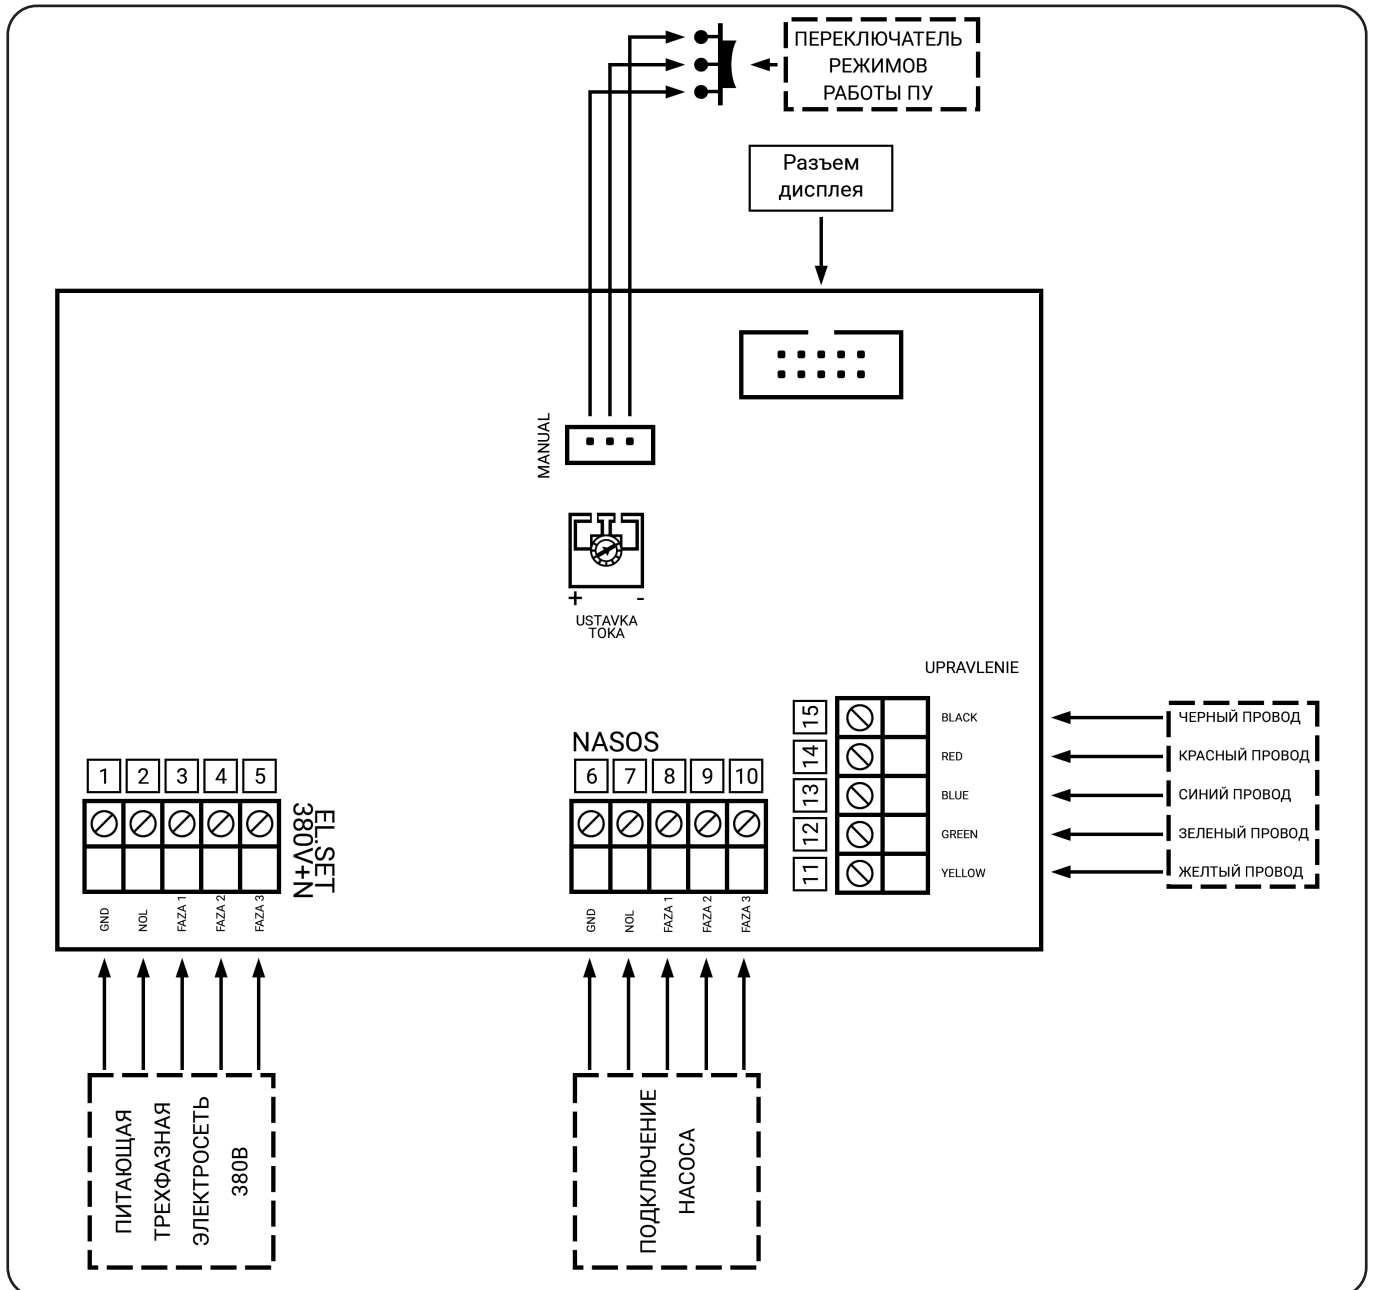 ПЕРЕКЛЮЧАТЕЛЬ
РЕЖИМОВ
РАБОТЫ ПУ
Разъем
дисплея
MANUAL
+ -
USTAVKA
TOKA
UPRAVLENIE
15 BLACK ЧЕРНЫЙ ПРОВОД
14 RED КРАСНЫЙ ПРОВОД
13 BLUE СИНИЙ ПРОВОД
12 GREEN ЗЕЛЕНЫЙ ПРОВОД
11 YELLOW ЖЕЛТЫЙ ПРОВОД
1 2 3 4 5
EL.SET
380V+N
GND NOL FAZA 1 FAZA 2 FAZA 3
NASOS
6 7 8 9 10
GND NOL FAZA 1 FAZA 2 FAZA 3
ПИТАЮЩАЯ
ТРЕХФАЗНАЯ
ЭЛЕКТРОСЕТЬ
380В
ПОДКЛЮЧЕНИЕ
НАСОСА